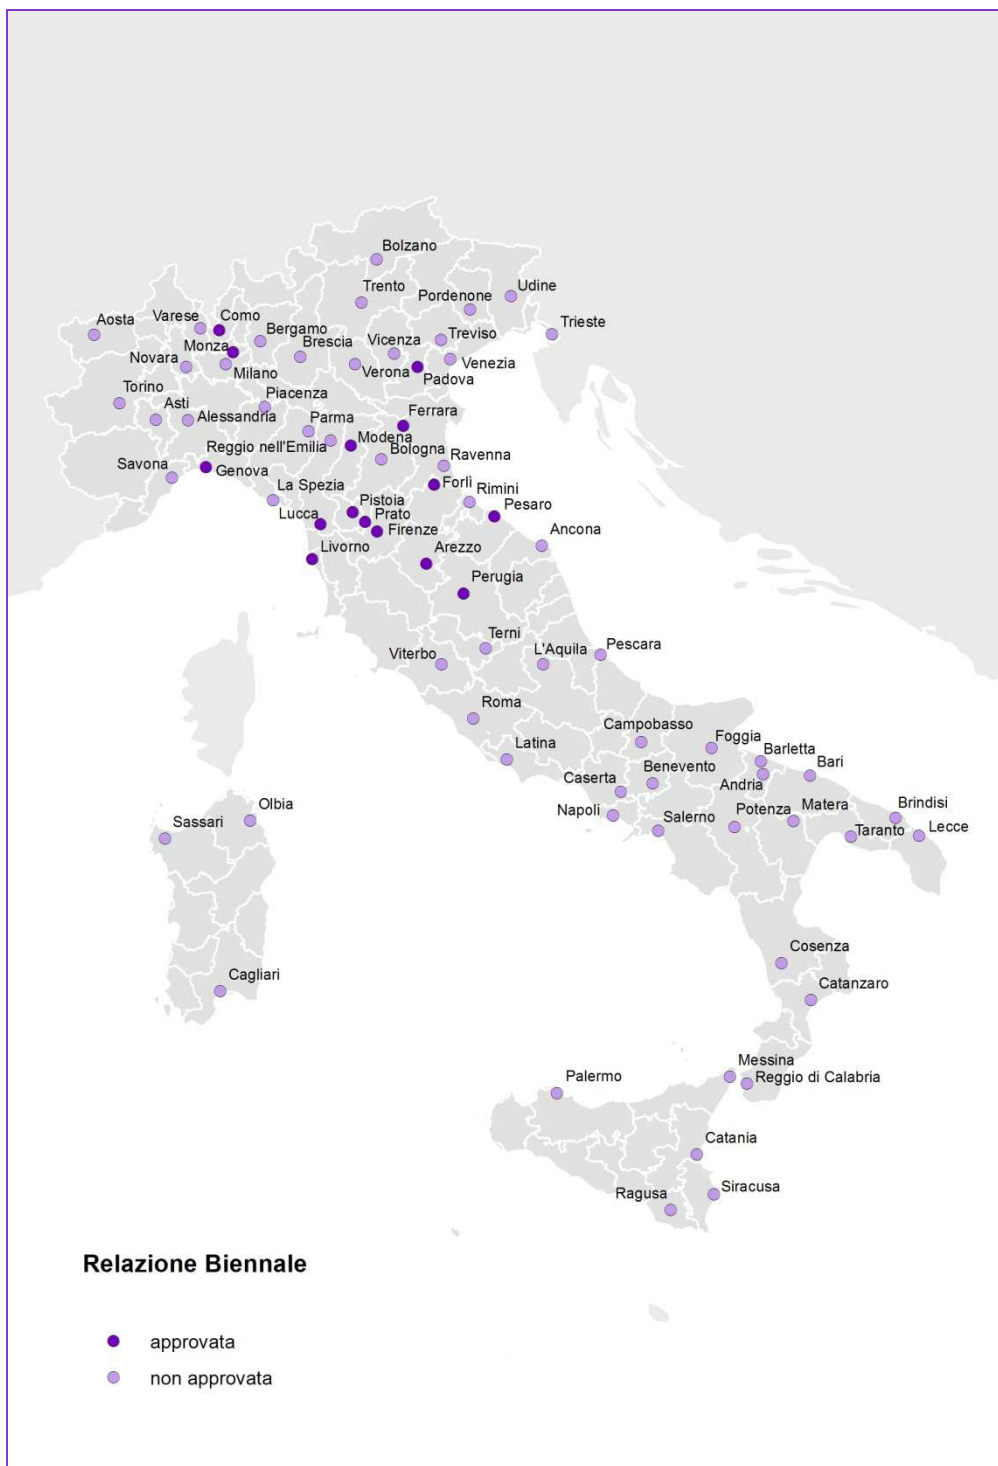 Bolzano
Trento
Udine
Pordenone
Trieste
Aosta
Varese
Como
Bergamo
Brescia
Vicenza
Treviso
Monza
Novara
Milano
Verona
Venezia
Padova
Torino
Piacenza
Asti
Alessandria
Parma
Ferrara
Modena
Reggio nell'Emilia
Bologna
Ravenna
Savona
Genova
La Spezia
Forlì
Rimini
Pistoia
Pesaro
Lucca
Prato
Firenze
Ancona
Livorno
Arezzo
Perugia
Terni
Viterbo
L'Aquila
Pescara
Roma
Campobasso
Latina
Foggia
Barletta
Bari
Caserta
Benevento
Andria
Olbia
Napoli
Salerno
Potenza
Matera
Brindisi
Sassari
Taranto
Lecce
Cosenza
Cagliari
Catanzaro
Messina
Palermo
Reggio di Calabria
Catania
Ragusa
Siracusa
Relazione Biennale
approvata
non approvata